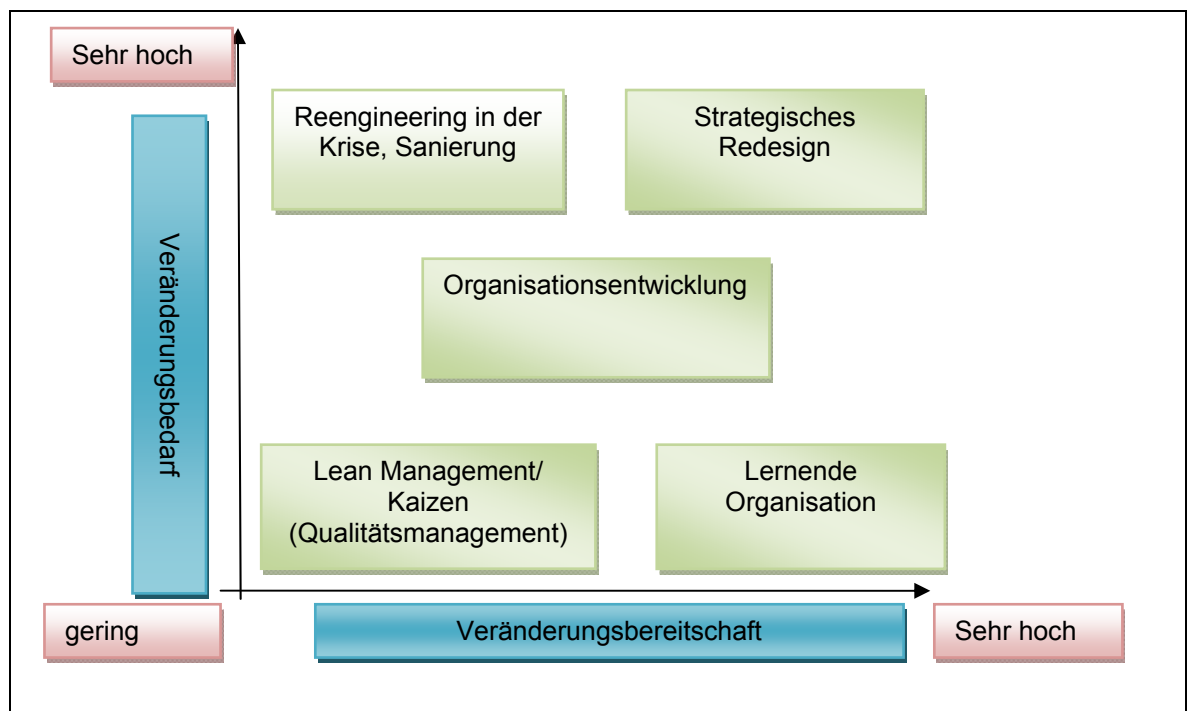 Sehr hoch
Reengineering in der
Krise, Sanierung
Strategisches
Redesign
Veränderungsbedarf
Organisationsentwicklung
Lean Management/
Kaizen
(Qualitätsmanagement)
Lernende
Organisation
gering
Veränderungsbereitschaft
Sehr hoch